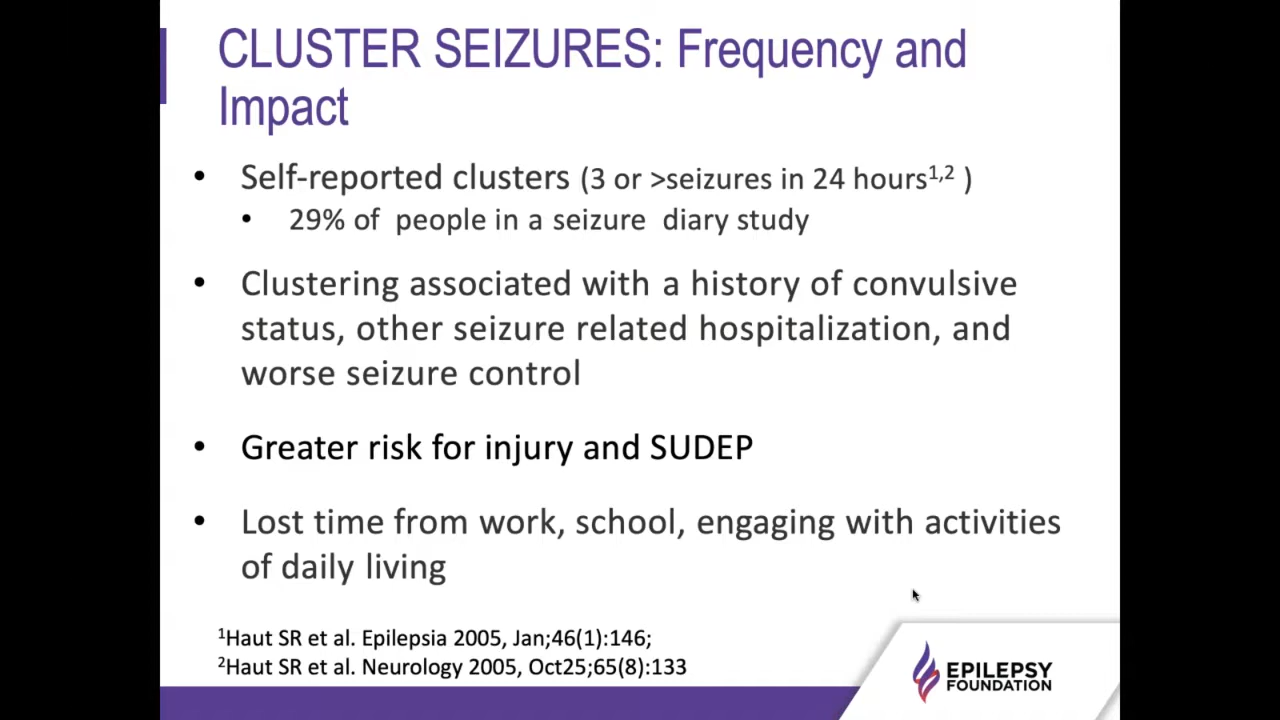 CLUSTER SEIZURES: Frequency and
Impact
• Self-reported clusters (3 or >seizures in 24 hours¹,² )
• 29% of people in a seizure diary study
• Clustering associated with a history of convulsive
status, other seizure related hospitalization, and
worse seizure control
• Greater risk for injury and SUDEP
• Lost time from work, school, engaging with activities
of daily living
¹Haut SR et al. Epilepsia 2005, Jan;46(1):146;
²Haut SR et al. Neurology 2005, Oct25;65(8):133
EPILEPSY
FOUNDATION